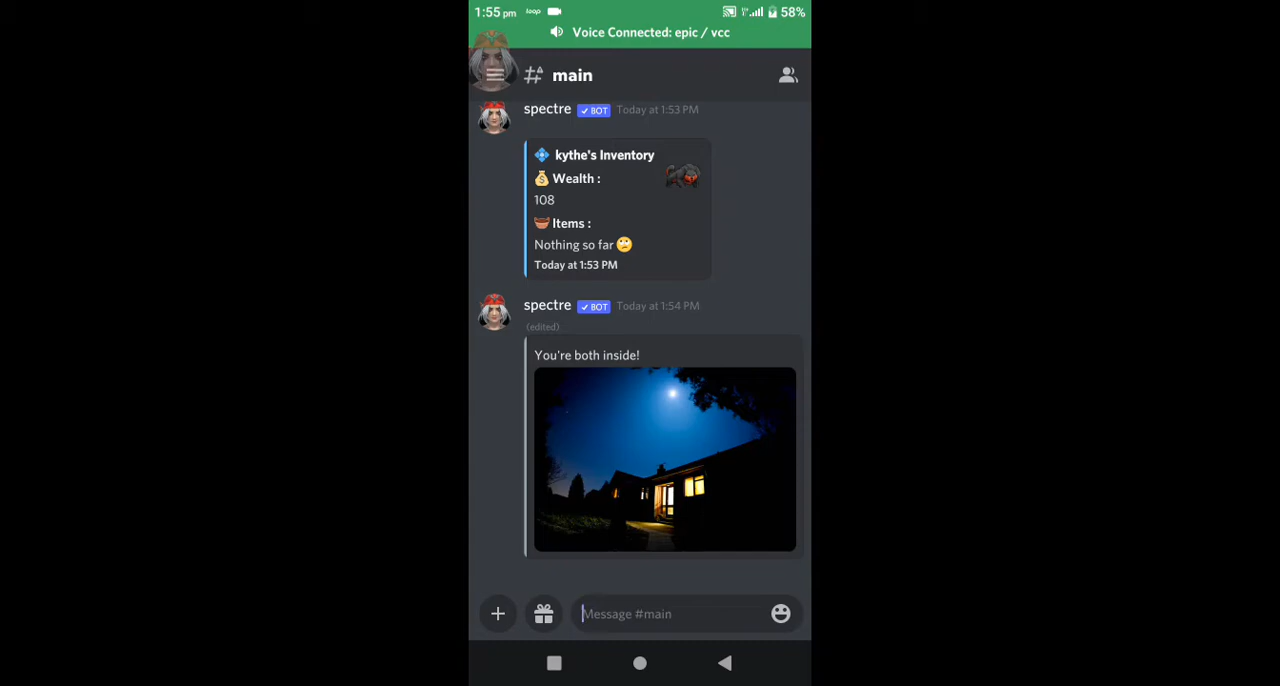 1:55 pm loop 58%
Voice Connected: epic / vcc
main
spectre BOT Today at 1:53 PM
kythe's Inventory
Wealth :
108
Items :
Nothing so far
Today at 1:53 PM
spectre BOT Today at 1:54 PM
(edited)
You're both inside!
Message #main